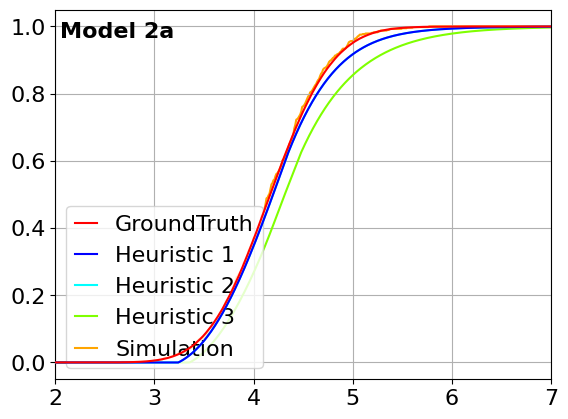 Model 2a
1.0
0.8
0.6
0.4
0.2
0.0
GroundTruth
Heuristic 1
Heuristic 2
Heuristic 3
Simulation
2 3 4 5 6 7